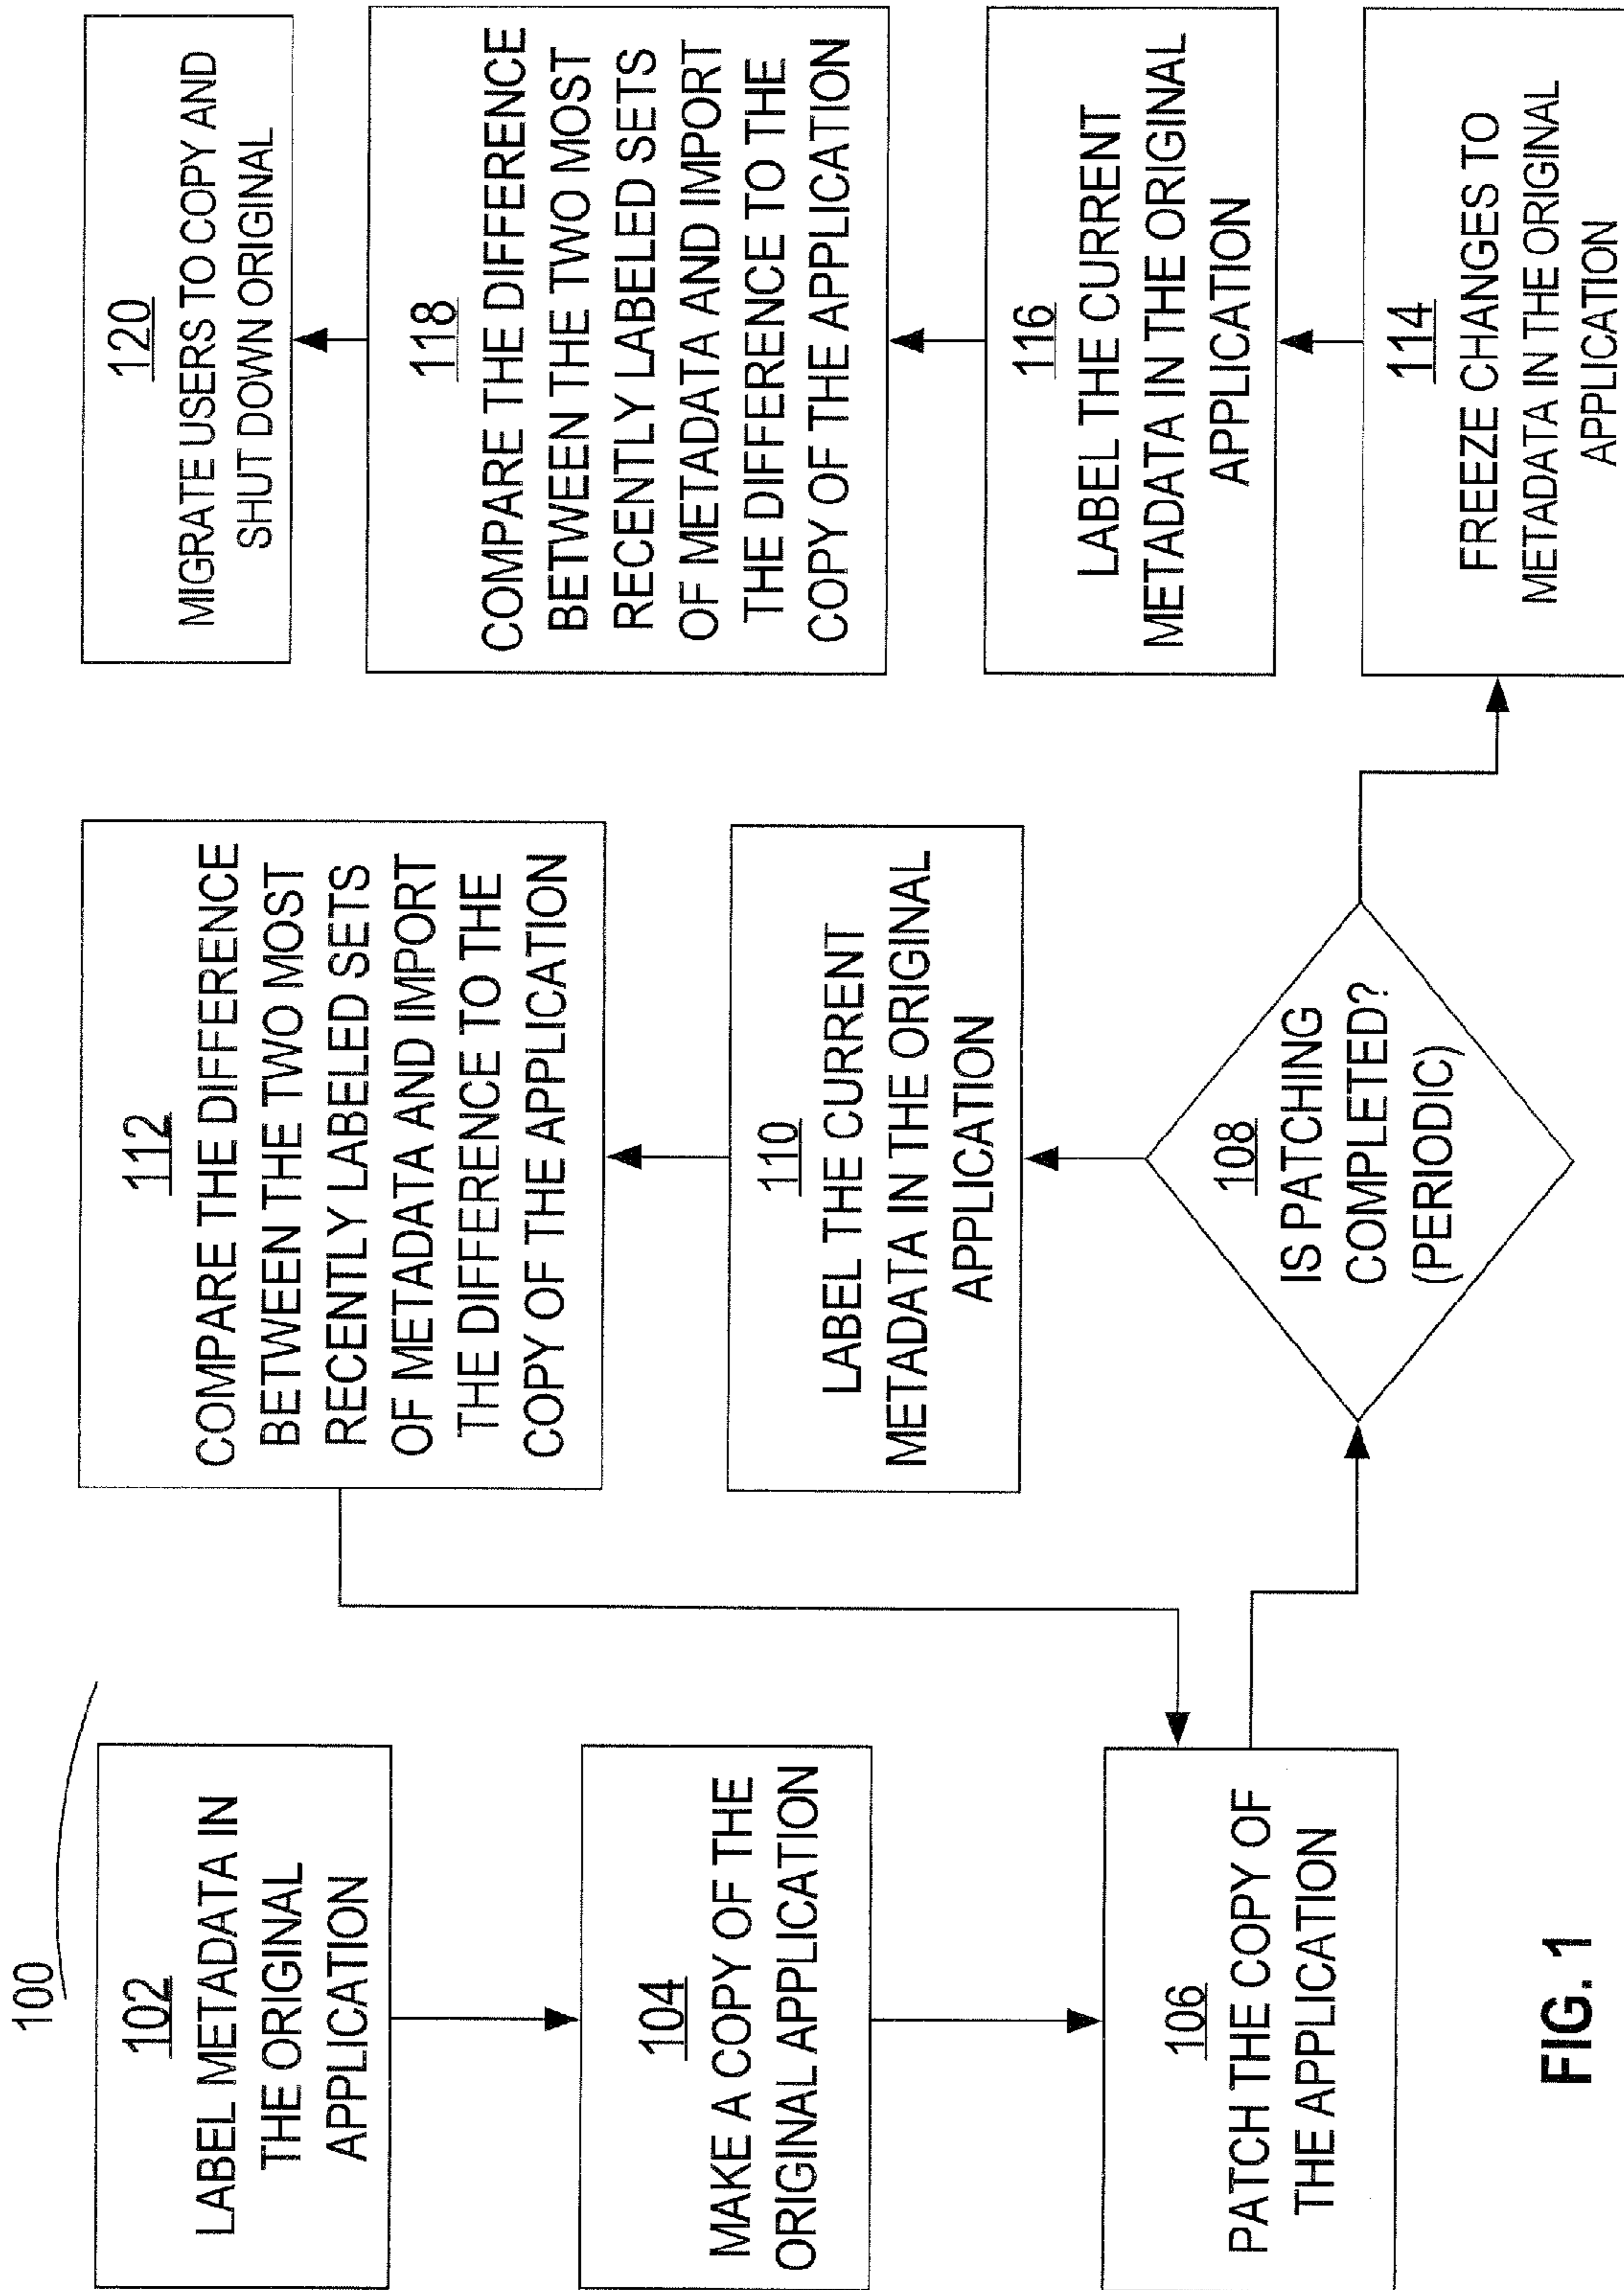 100
102
LABEL METADATA IN
THE ORIGINAL
APPLICATION
104
MAKE A COPY OF THE
ORIGINAL APPLICATION
106
PATCH THE COPY OF
THE APPLICATION
108
IS PATCHING
COMPLETED?
(PERIODIC)
110
LABEL THE CURRENT
METADATA IN THE ORIGINAL
APPLICATION
112
COMPARE THE DIFFERENCE
BETWEEN THE TWO MOST
RECENTLY LABELED SETS
OF METADATA AND IMPORT
THE DIFFERENCE TO THE
COPY OF THE APPLICATION
114
FREEZE CHANGES TO
METADATA IN THE ORIGINAL
APPLICATION
116
LABEL THE CURRENT
METADATA IN THE ORIGINAL
APPLICATION
118
COMPARE THE DIFFERENCE
BETWEEN THE TWO MOST
RECENTLY LABELED SETS
OF METADATA AND IMPORT
THE DIFFERENCE TO THE
COPY OF THE APPLICATION
120
MIGRATE USERS TO COPY AND
SHUT DOWN ORIGINAL
FIG. 1